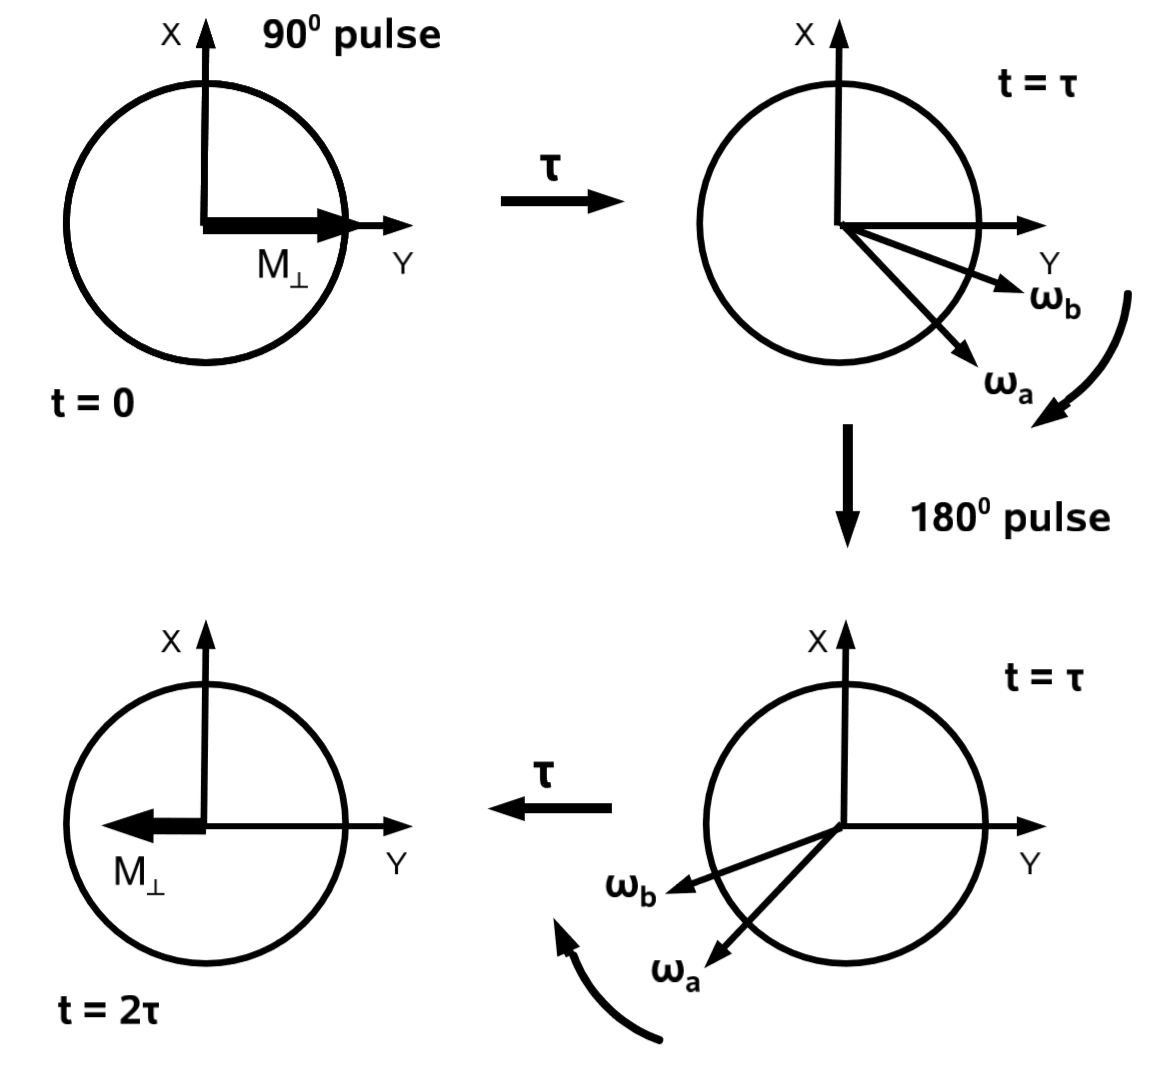 X
90⁰ pulse
M⊥
Y
t = 0
τ
X
t = τ
Y
ωb
ωa
180⁰ pulse
X
t = τ
Y
ωb
ωa
τ
X
Y
M⊥
t = 2τ